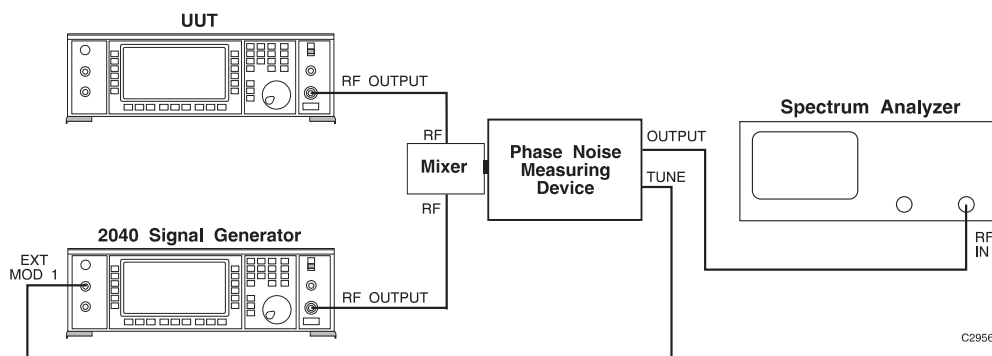 UUT
RF OUTPUT
RF
Mixer
RF
Phase Noise
Measuring
Device
OUTPUT
TUNE
Spectrum Analyzer
RF
IN
2040 Signal Generator
EXT
MOD 1
RF OUTPUT
C2956